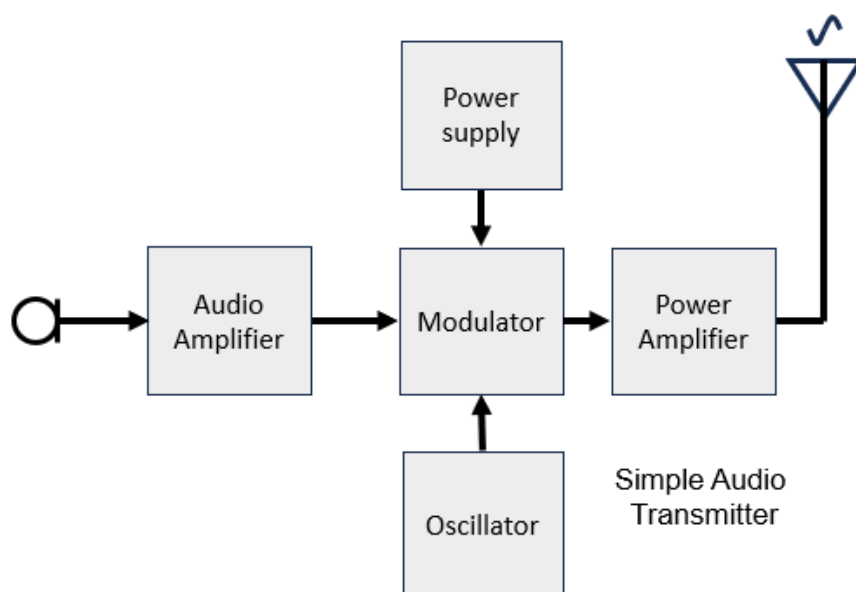 Power
supply
Audio
Amplifier
Modulator
Power
Amplifier
Oscillator
Simple Audio
Transmitter